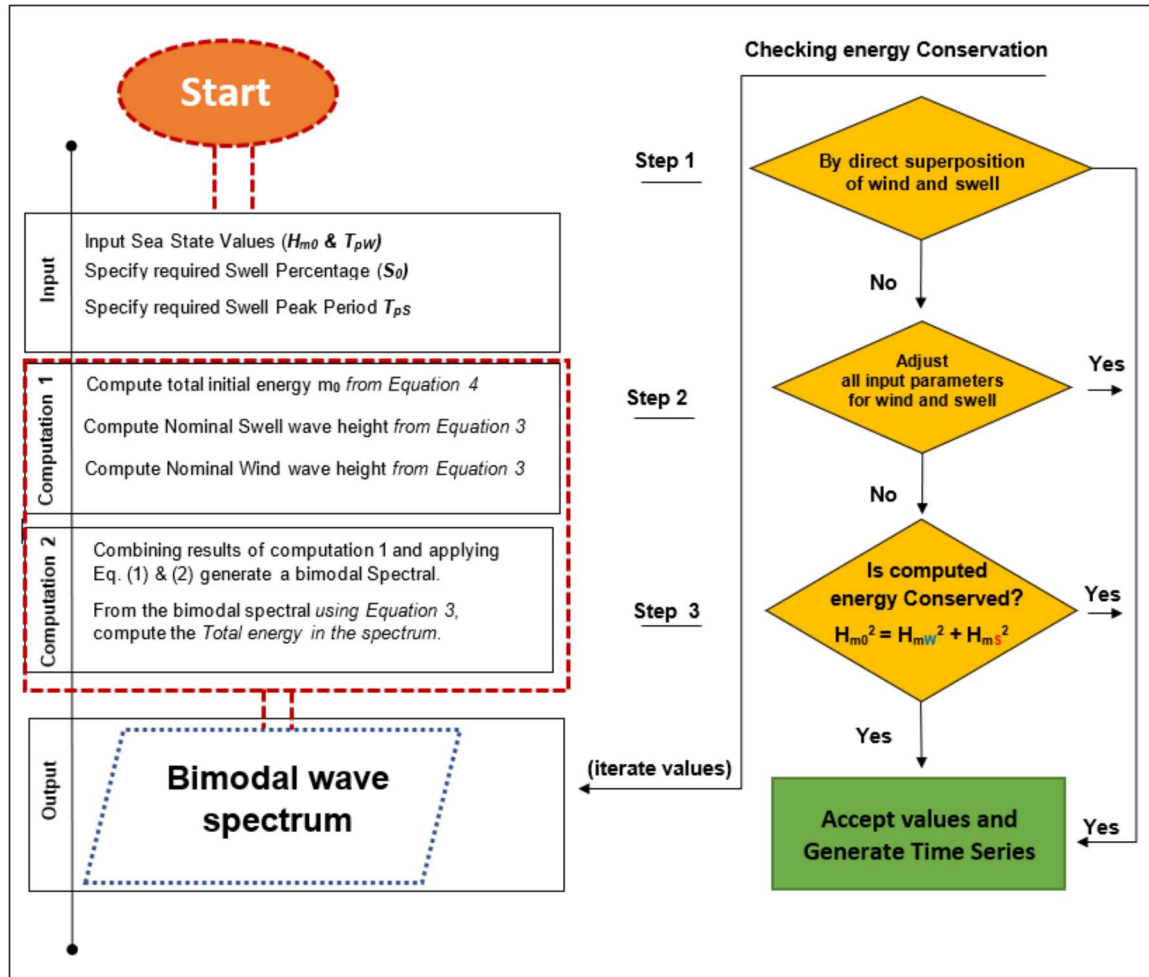 Start
Input
Input Sea State Values (Hm0 & TpW)
Specify required Swell Percentage (S0)
Specify required Swell Peak Period TpS
Computation 1
Compute total initial energy m₀ from Equation 4
Compute Nominal Swell wave height from Equation 3
Compute Nominal Wind wave height from Equation 3
Computation 2
Combining results of computation 1 and applying
Eq. (1) & (2) generate a bimodal Spectral.
From the bimodal spectral using Equation 3,
compute the Total energy in the spectrum.
Output
Bimodal wave
spectrum
Checking energy Conservation
Step 1
By direct superposition
of wind and swell
No
Step 2
Adjust
all input parameters
for wind and swell
Yes
No
Step 3
Is computed
energy Conserved?
Hm0² = HmW² + HmS²
Yes
Yes
(iterate values)
Accept values and
Generate Time Series
Yes